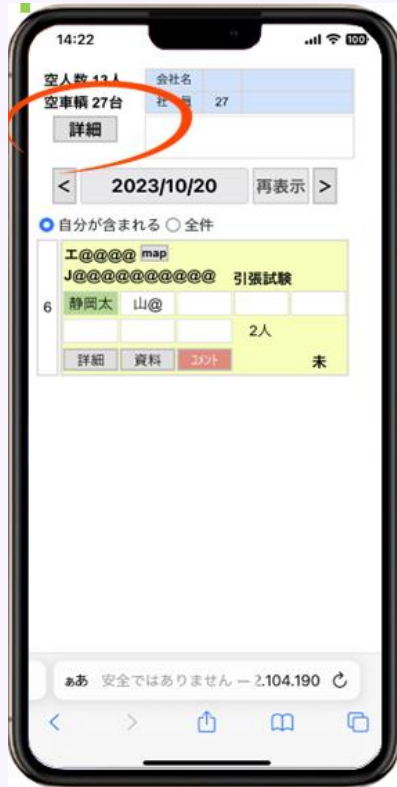 14:22 100
空人数 13人 会社名
空車輌 27台 社 27
詳細
< 2023/10/20 再表示 >
自分が含まれる 全件
エ@@@@ map
J@@@@@@@@@@ 引張試験
6 静岡太 山@
2人
詳細 資料 コメント 未
ぁあ 安全ではありません — 2.104.190